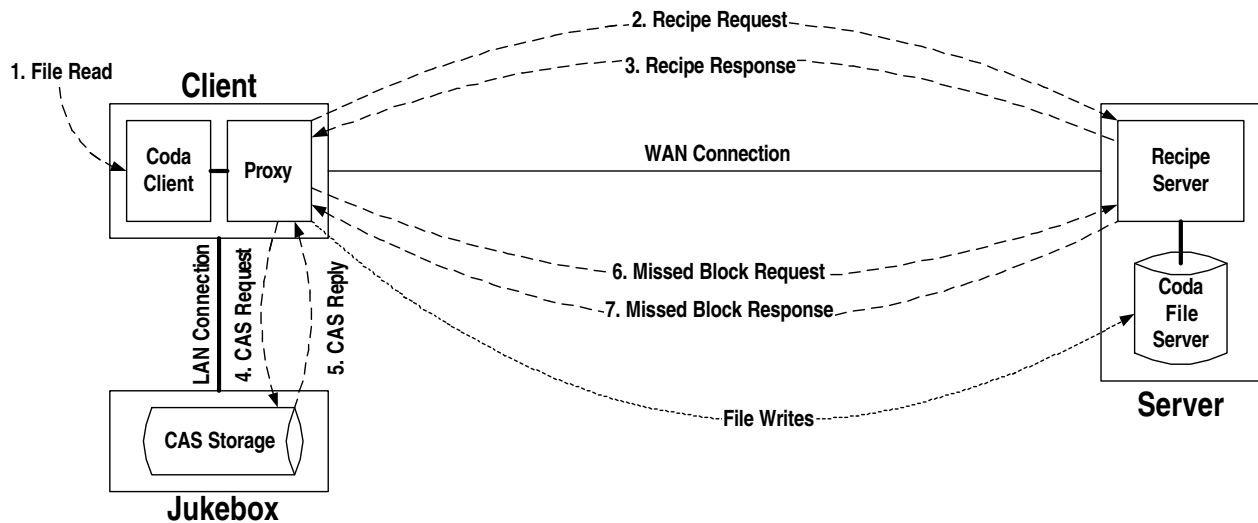 2. Recipe Request
1. File Read
3. Recipe Response
Client
Coda
Client
Proxy
WAN Connection
Recipe
Server
LAN Connection
4. CAS Request
5. CAS Reply
6. Missed Block Request
7. Missed Block Response
Coda
File
Server
File Writes
Server
CAS Storage
Jukebox